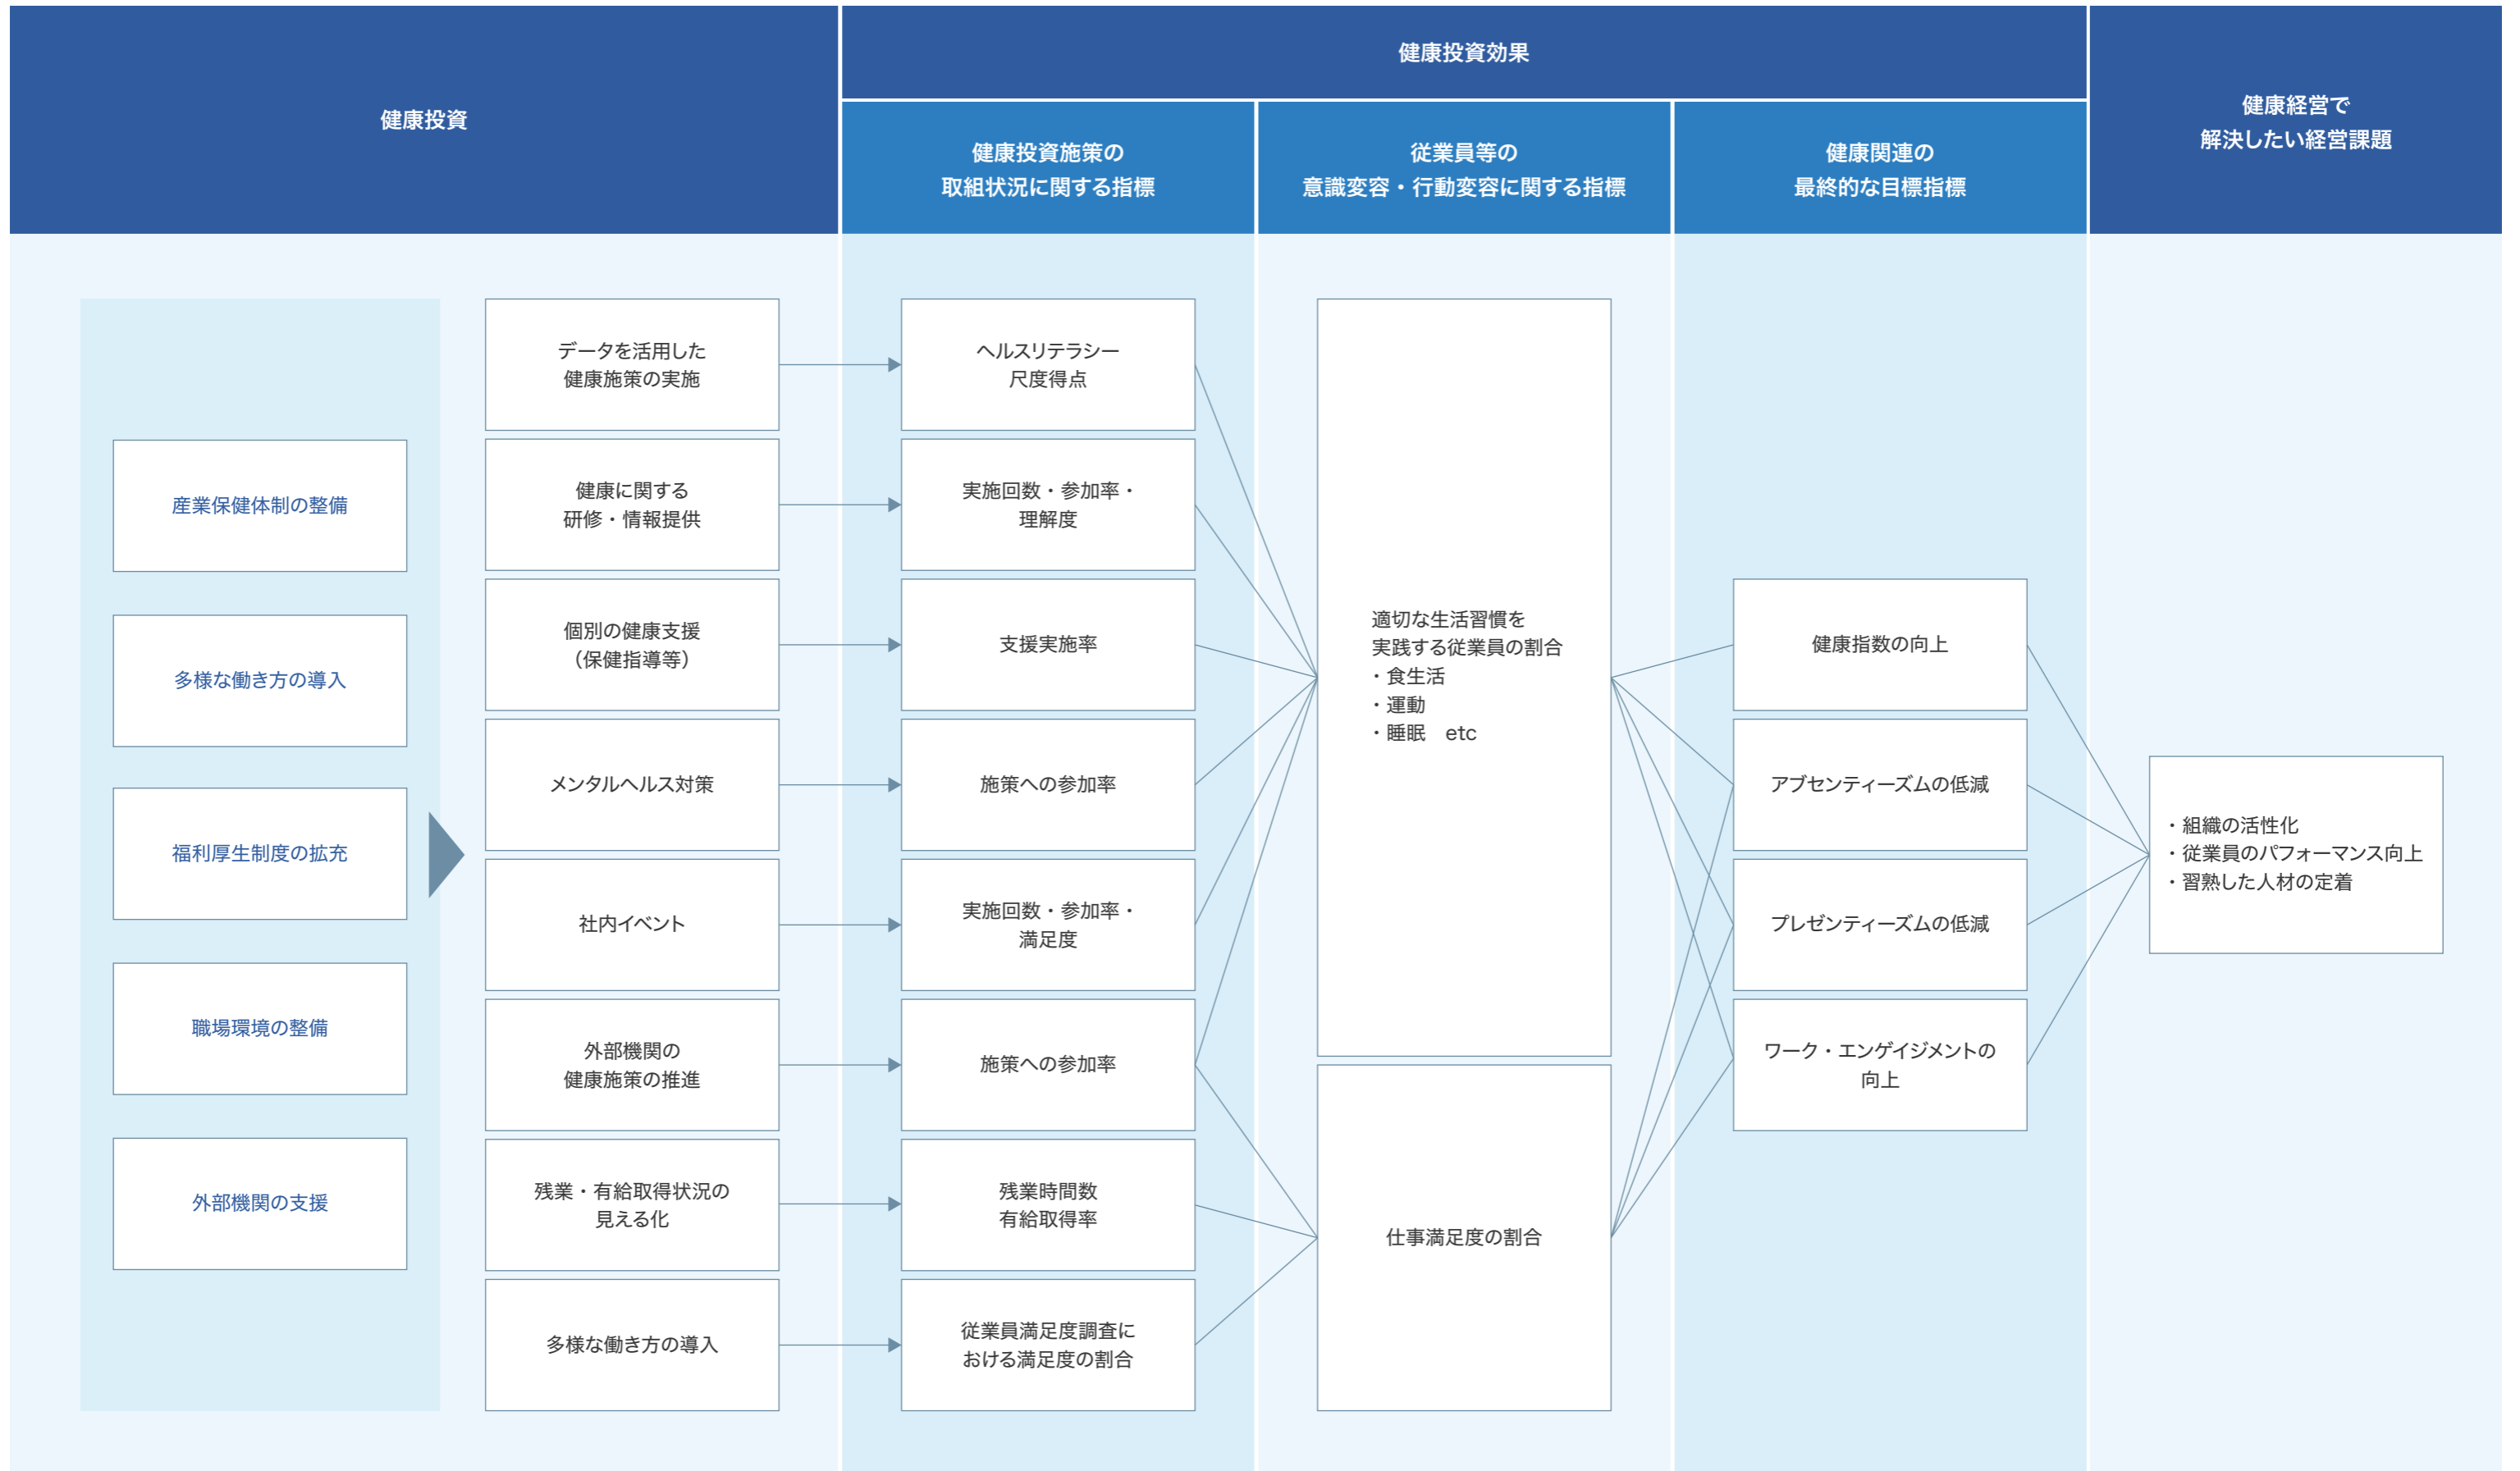 健康投資
健康投資効果
健康経営で
解決したい経営課題
健康投資施策の
取組状況に関する指標
従業員等の
意識変容・行動変容に関する指標
健康関連の
最終的な目標指標
産業保健体制の整備
多様な働き方の導入
福利厚生制度の拡充
職場環境の整備
外部機関の支援
データを活用した
健康施策の実施
健康に関する
研修・情報提供
個別の健康支援
（保健指導等）
メンタルヘルス対策
社内イベント
外部機関の
健康施策の推進
残業・有給取得状況の
見える化
多様な働き方の導入
ヘルスリテラシー
尺度得点
実施回数・参加率・
理解度
支援実施率
施策への参加率
実施回数・参加率・
満足度
施策への参加率
残業時間数
有給取得率
従業員満足度調査に
おける満足度の割合
適切な生活習慣を
実践する従業員の割合
・食生活
・運動
・睡眠　etc
仕事満足度の割合
健康指数の向上
アブセンティーズムの低減
プレゼンティーズムの低減
ワーク・エンゲイジメントの
向上
・組織の活性化
・従業員のパフォーマンス向上
・習熟した人材の定着